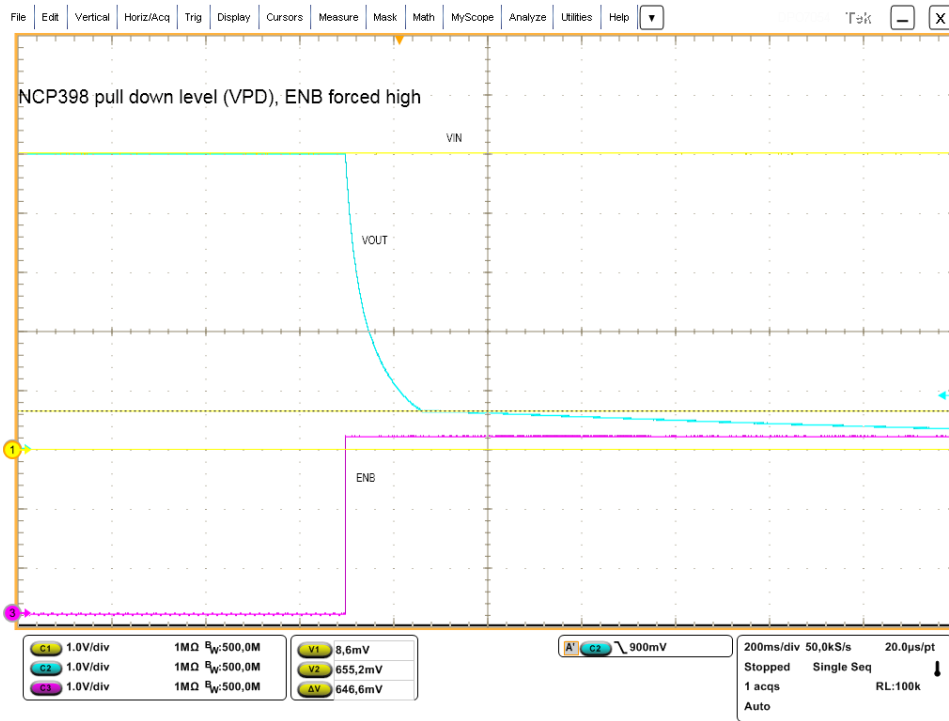 File Edit Vertical Horiz/Acq Trig Display Cursors Measure Mask Math MyScope Analyze Utilities Help Tek X
NCP398 pull down level (VPD), ENB forced high
VIN
VOUT
1
ENB
3
C1 1.0V/div 1MΩ BW:500,0M
C2 1.0V/div 1MΩ BW:500,0M
C3 1.0V/div 1MΩ BW:500,0M
V1 8,6mV
V2 655,2mV
ΔV 646,6mV
A' C2 900mV
200ms/div 50,0kS/s 20.0µs/pt
Stopped Single Seq
1 acqs RL:100k
Auto